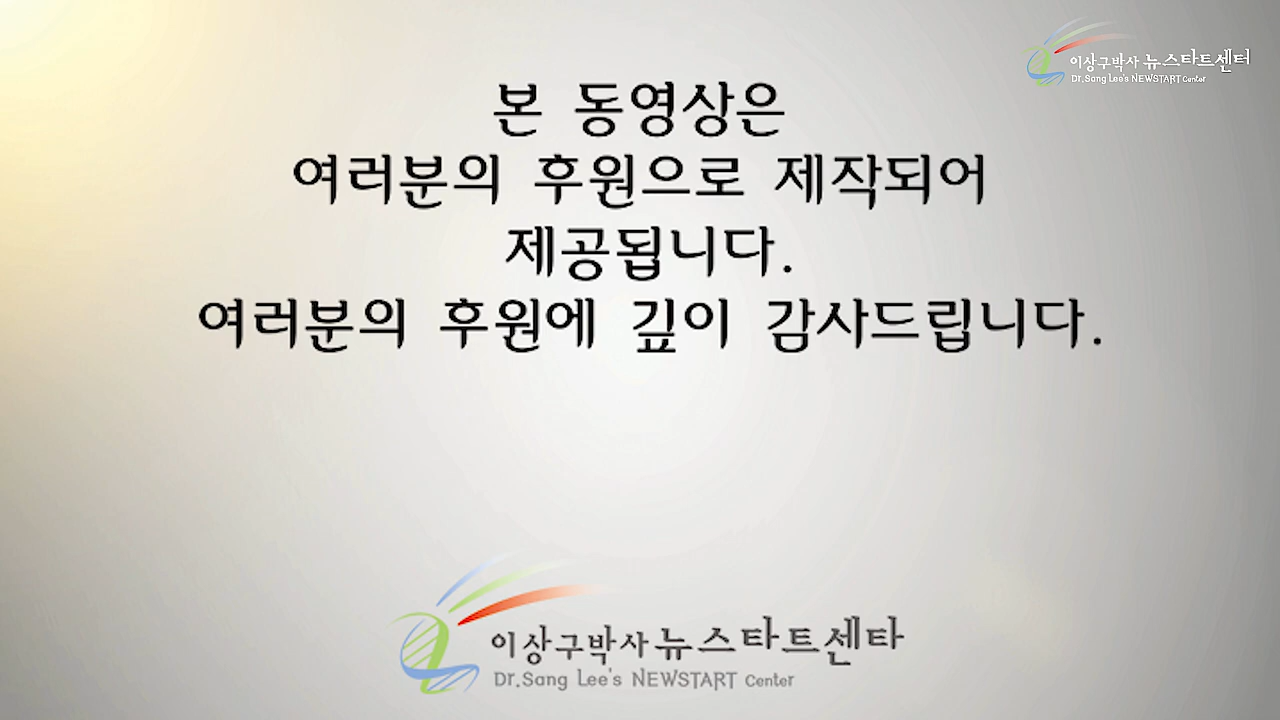 이상구박사 뉴스타트센터
Dr.Sang Lee's NEWSTART Center
본 동영상은
여러분의 후원으로 제작되어
제공됩니다.
여러분의 후원에 깊이 감사드립니다.
이상구박사 뉴스타트센타
Dr.Sang Lee's NEWSTART Center